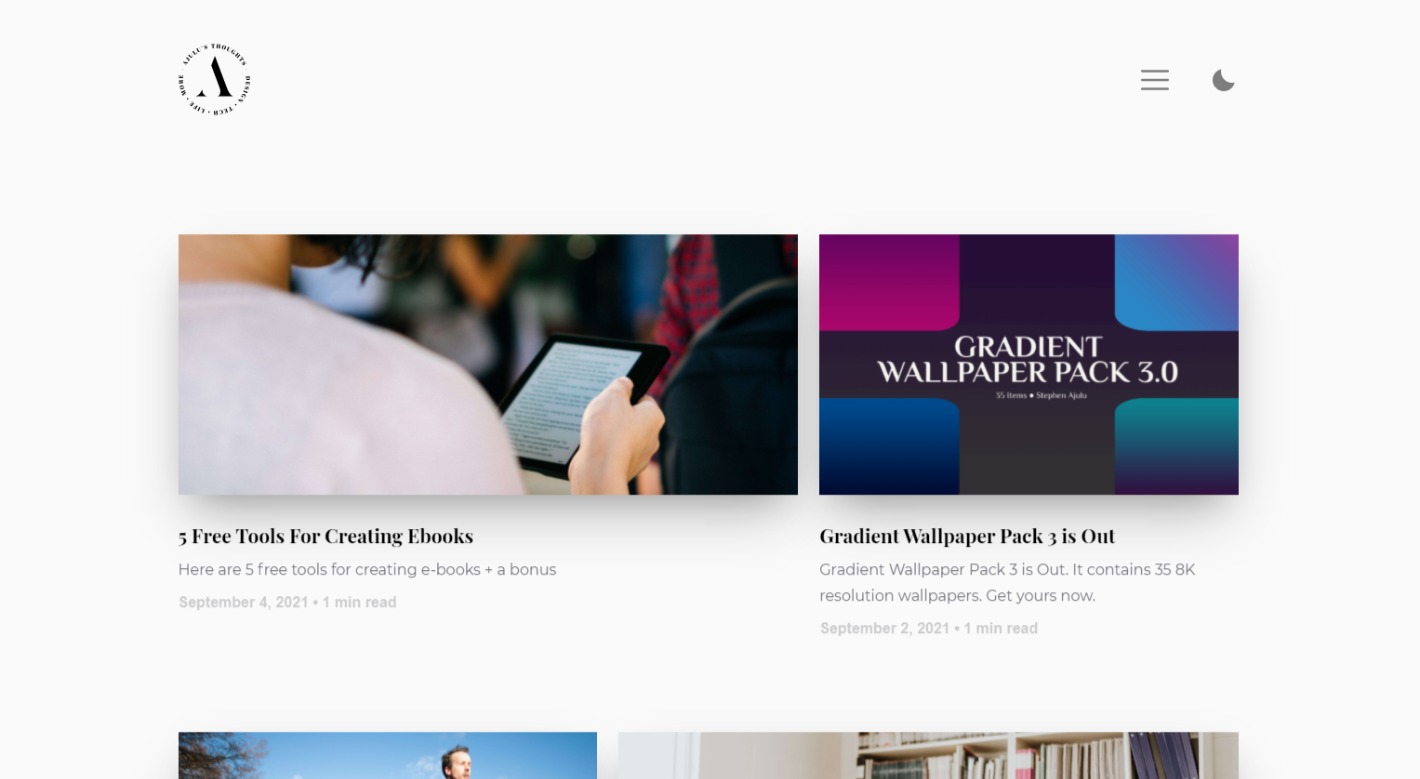 AJULU'S THOUGHTS
DESIGN • TECH • LIFE • MORE
A
GRADIENT
WALLPAPER PACK 3.0
35 Items ● Stephen Ajulu
5 Free Tools For Creating Ebooks
Here are 5 free tools for creating e-books + a bonus
September 4, 2021 • 1 min read
Gradient Wallpaper Pack 3 is Out
Gradient Wallpaper Pack 3 is Out. It contains 35 8K
resolution wallpapers. Get yours now.
September 2, 2021 • 1 min read